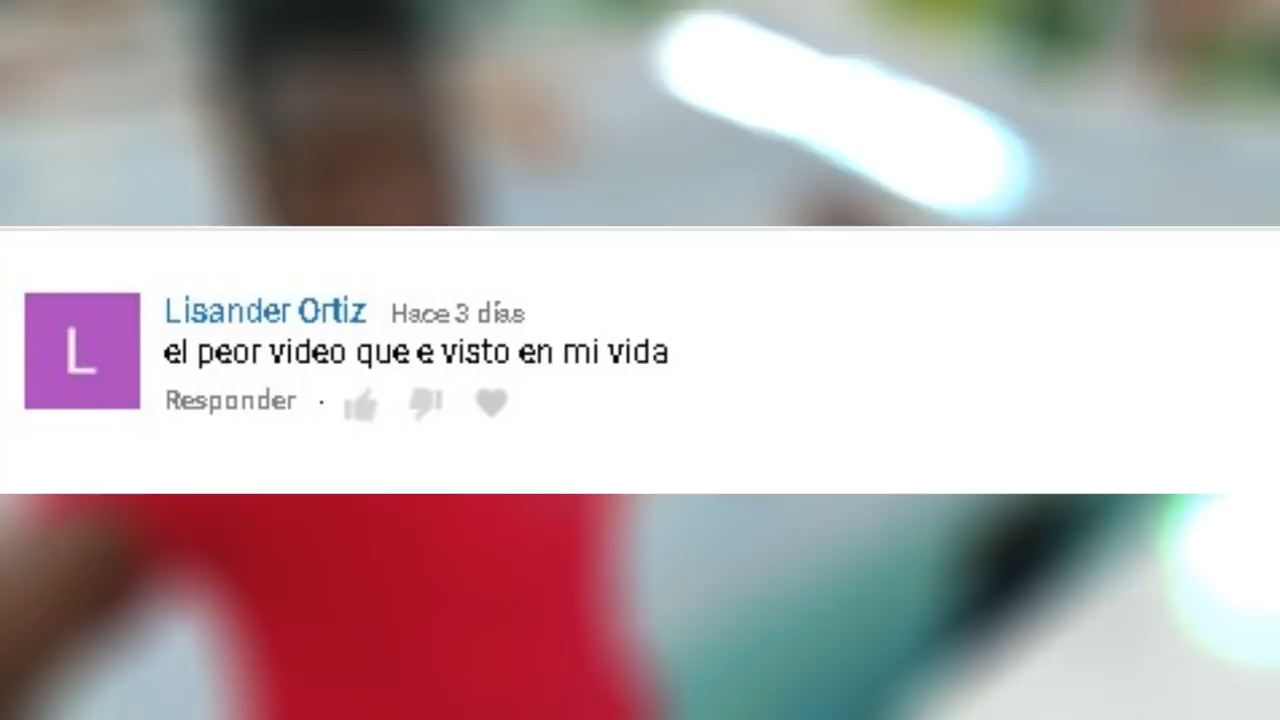 L
Lisander Ortiz Hace 3 días
el peor video que e visto en mi vida
Responder ·